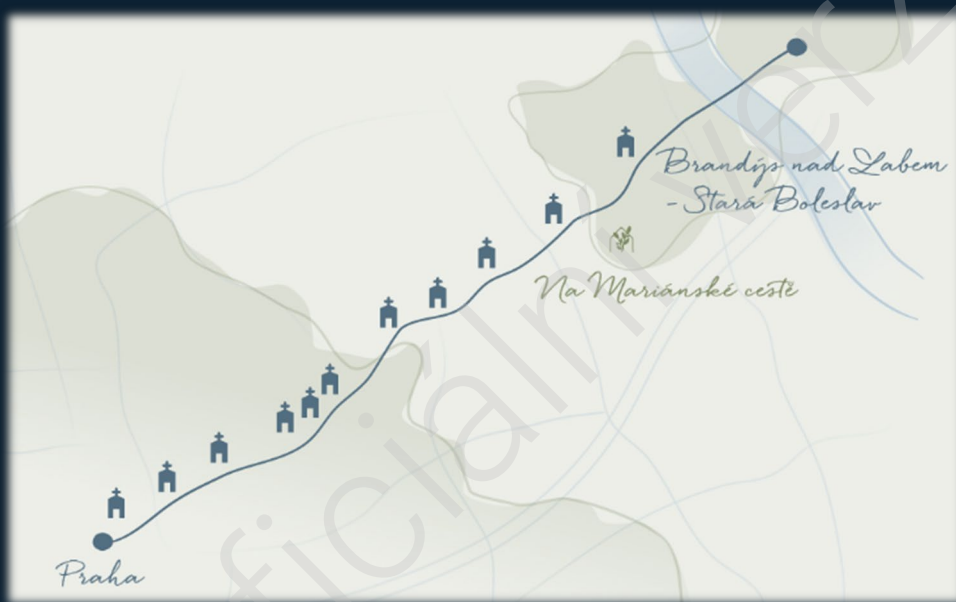 Brandýs nad Labem
- Stará Boleslav
Na Mariánské cestě
Praha